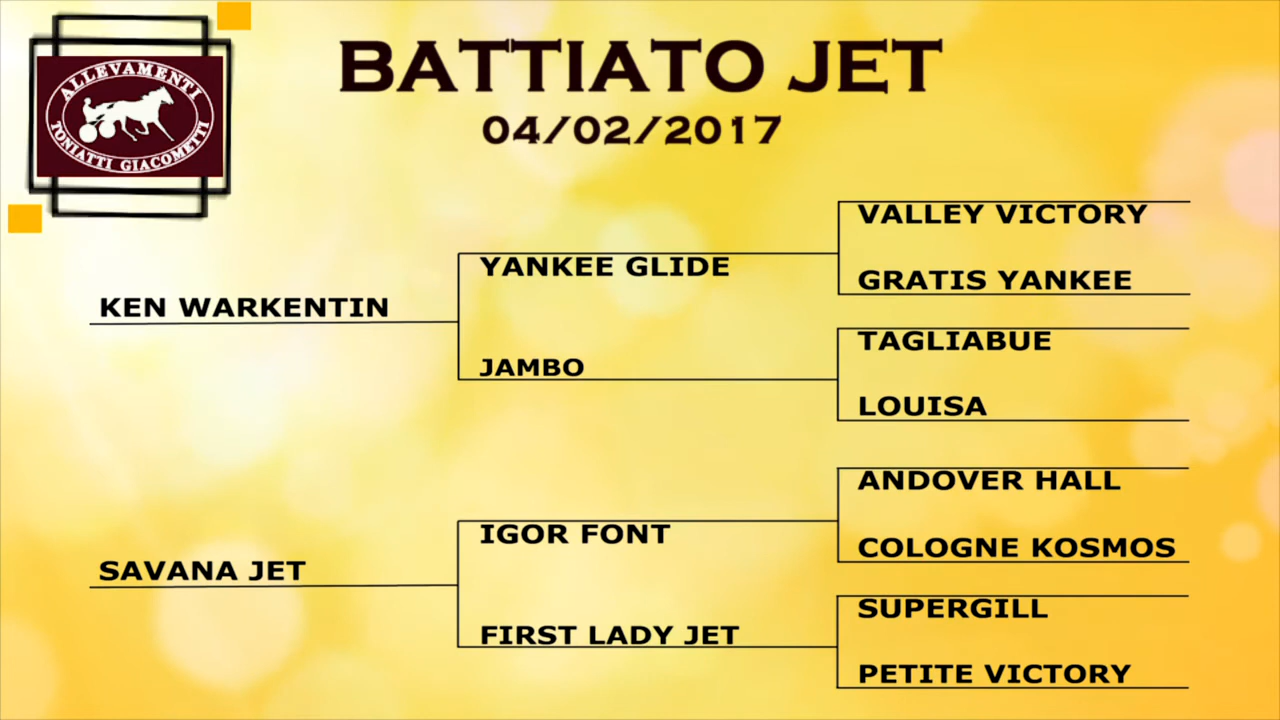 ALLEVAMENTI
TONIATTI GIACOMETTI
BATTIATO JET
04/02/2017
VALLEY VICTORY
YANKEE GLIDE
GRATIS YANKEE
KEN WARKENTIN
TAGLIABUE
JAMBO
LOUISA
ANDOVER HALL
IGOR FONT
COLOGNE KOSMOS
SAVANA JET
SUPERGILL
FIRST LADY JET
PETITE VICTORY